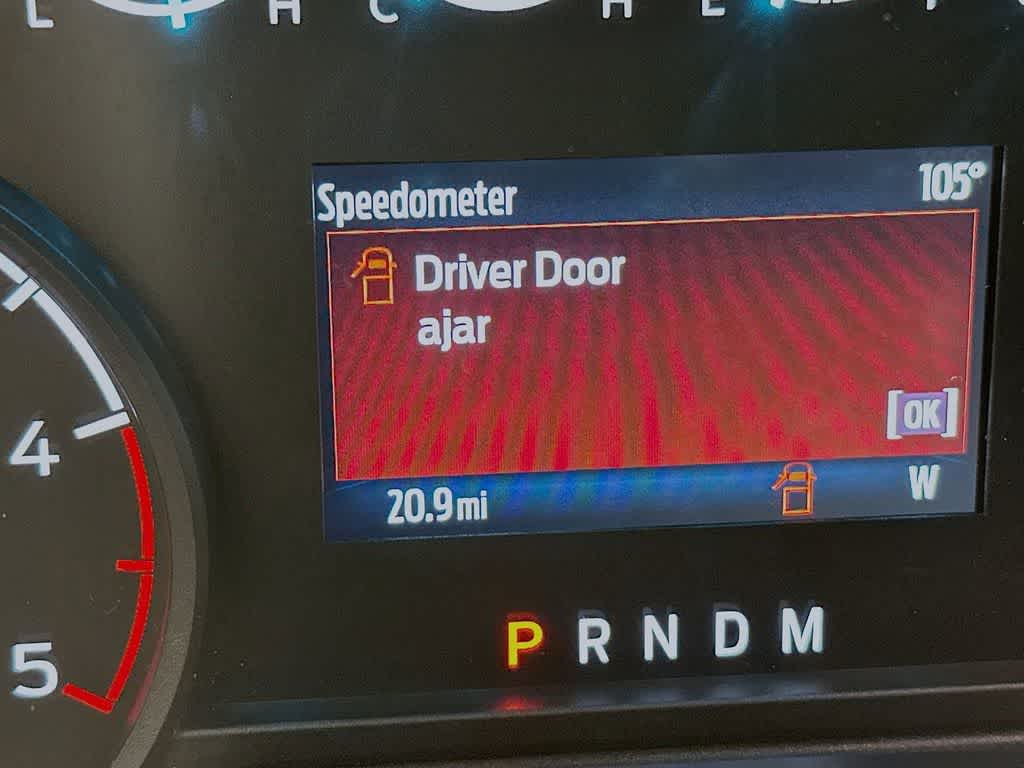 L H C H E F
Speedometer 105°
Driver Door
ajar
[OK]
20.9 mi W
4
5
P R N D M